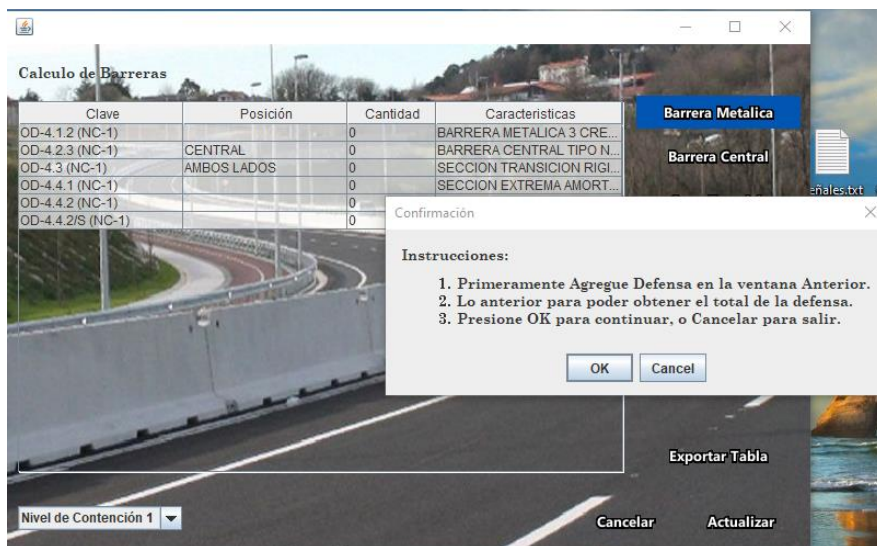 Calculo de Barreras
Clave Posición Cantidad Caracteristicas
OD-4.1.2 (NC-1) 0 BARRERA METALICA 3 CRE...
OD-4.2.3 (NC-1) CENTRAL 0 BARRERA CENTRAL TIPO N...
OD-4.3 (NC-1) AMBOS LADOS 0 SECCION TRANSICION RIGI...
OD-4.4.1 (NC-1) 0 SECCION EXTREMA AMORT...
OD-4.4.2 (NC-1) 0
OD-4.4.2/S (NC-1) 0
Barrera Metalica
Barrera Central
eñales.txt
Confirmación
Instrucciones:
1. Primeramente Agregue Defensa en la ventana Anterior.
2. Lo anterior para poder obtener el total de la defensa.
3. Presione OK para continuar, o Cancelar para salir.
OK Cancel
Exportar Tabla
Nivel de Contención 1
Cancelar Actualizar